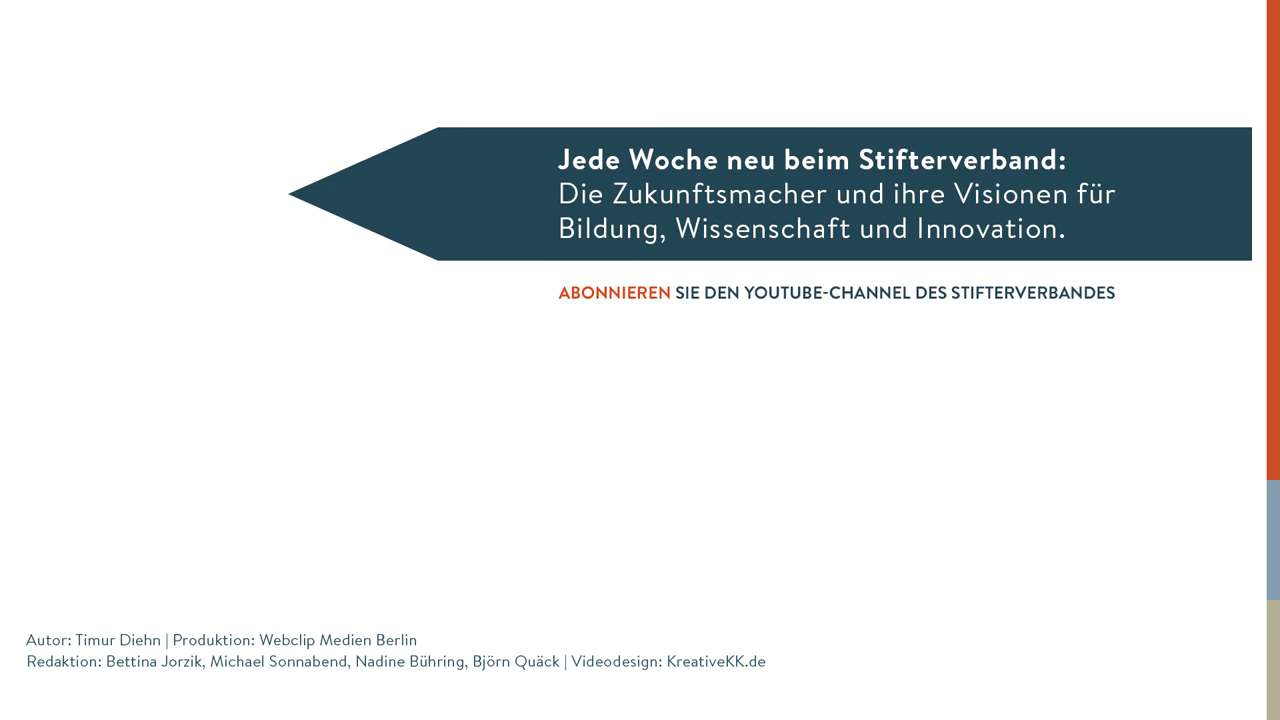 Jede Woche neu beim Stifterverband:
Die Zukunftsmacher und ihre Visionen für
Bildung, Wissenschaft und Innovation.
ABONNIEREN SIE DEN YOUTUBE-CHANNEL DES STIFTERVERBANDES
Autor: Timur Diehn | Produktion: Webclip Medien Berlin
Redaktion: Bettina Jorzik, Michael Sonnabend, Nadine Bühring, Björn Quäck | Videodesign: KreativeKK.de